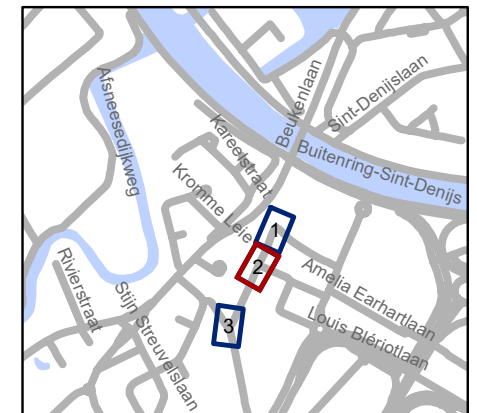 Afsneesedijkweg
Beukenlaan
Sint-Denijslaan
Kareelstraat
Buitenring-Sint-Denijs
Kromme Leie
1
2
3
Amelia Earhartlaan
Louis Blériotlaan
Rivierstraat
Stijn Streuvelslaan